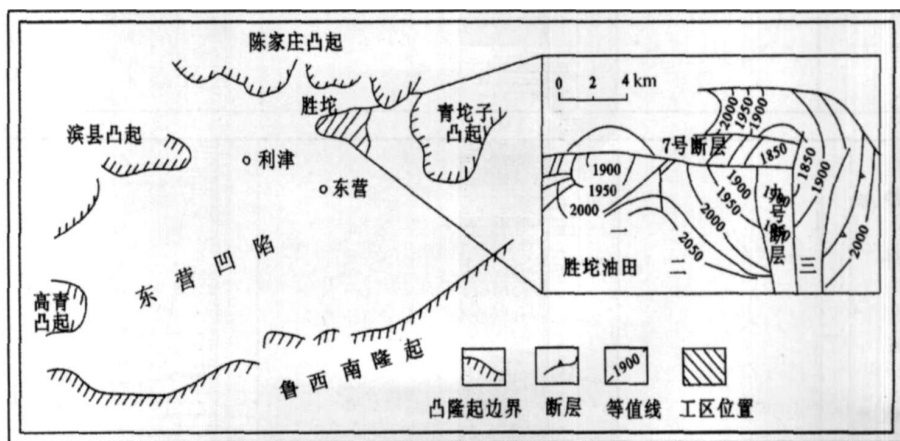 陈家庄凸起
胜坨
青坨子
凸起
滨县凸起
利津
东营
东营凹陷
高青
凸起
鲁西南隆起
0 2 4 km
2000
1950
1900
7号断层
1850
1850
1900
1900
1950
2000
1900
1950
2000
2050
九号断层
2000
一
二
三
胜坨油田
1900
凸隆起边界 断层 等值线 工区位置